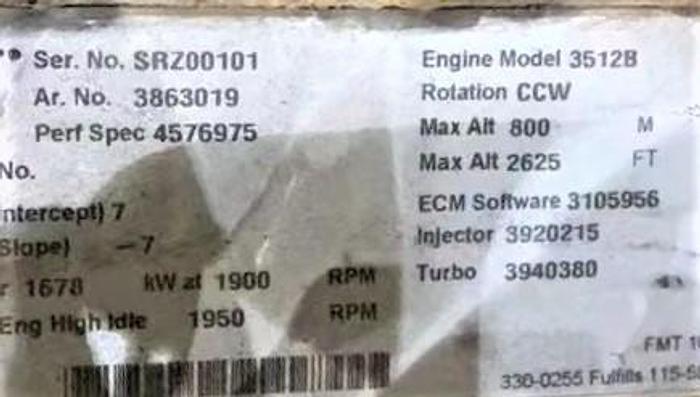 Ser. No. SRZ00101
Ar. No. 3863019
Perf Spec 4576975
No.
ntercept) 7
Slope) -7
r 1678 kW at 1900 RPM
Eng High Idle 1950 RPM
Engine Model 3512B
Rotation CCW
Max Alt 800 M
Max Alt 2625 FT
ECM Software 3105956
Injector 3920215
Turbo 3940380
FMT
330-0255 Fulfills